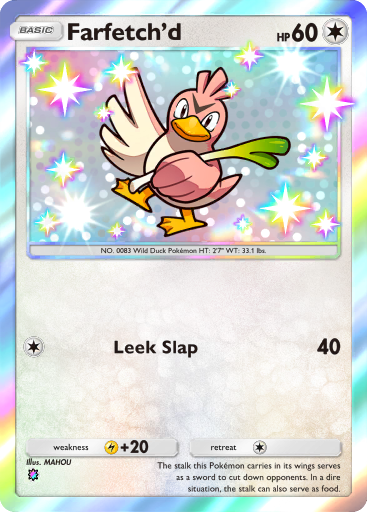 BASIC Farfetch'd HP 60
NO. 0083 Wild Duck Pokémon HT: 2'7" WT: 33.1 lbs.
Leek Slap 40
weakness +20 retreat
Illus. MAHOU
The stalk this Pokémon carries in its wings serves
as a sword to cut down opponents. In a dire
situation, the stalk can also serve as food.